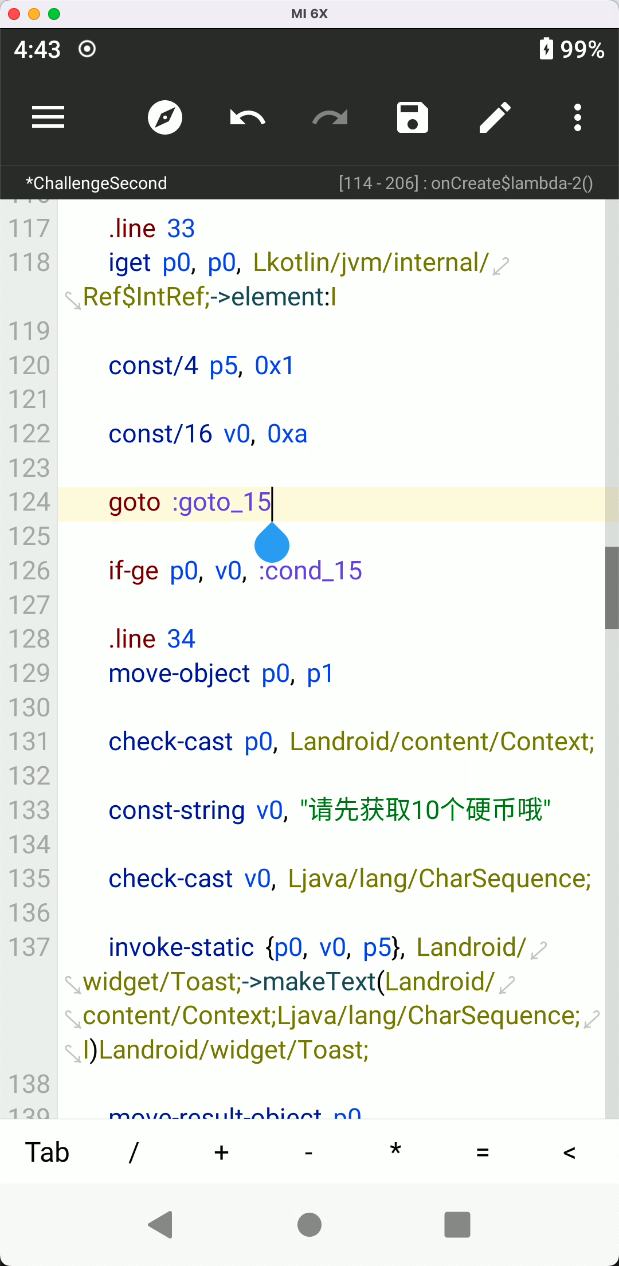 MI 6X
4:43 99%
*ChallengeSecond [114 - 206] : onCreate$lambda-2()
117 .line 33
118 iget p0, p0, Lkotlin/jvm/internal/
Ref$IntRef;->element:I
119
120 const/4 p5, 0x1
121
122 const/16 v0, 0xa
123
124 goto :goto_15
125
126 if-ge p0, v0, :cond_15
127
128 .line 34
129 move-object p0, p1
130
131 check-cast p0, Landroid/content/Context;
132
133 const-string v0, "请先获取10个硬币哦"
134
135 check-cast v0, Ljava/lang/CharSequence;
136
137 invoke-static {p0, v0, p5}, Landroid/
widget/Toast;->makeText(Landroid/
content/Context;Ljava/lang/CharSequence;
I)Landroid/widget/Toast;
138
139 move-result-object p0
Tab / + - * = <